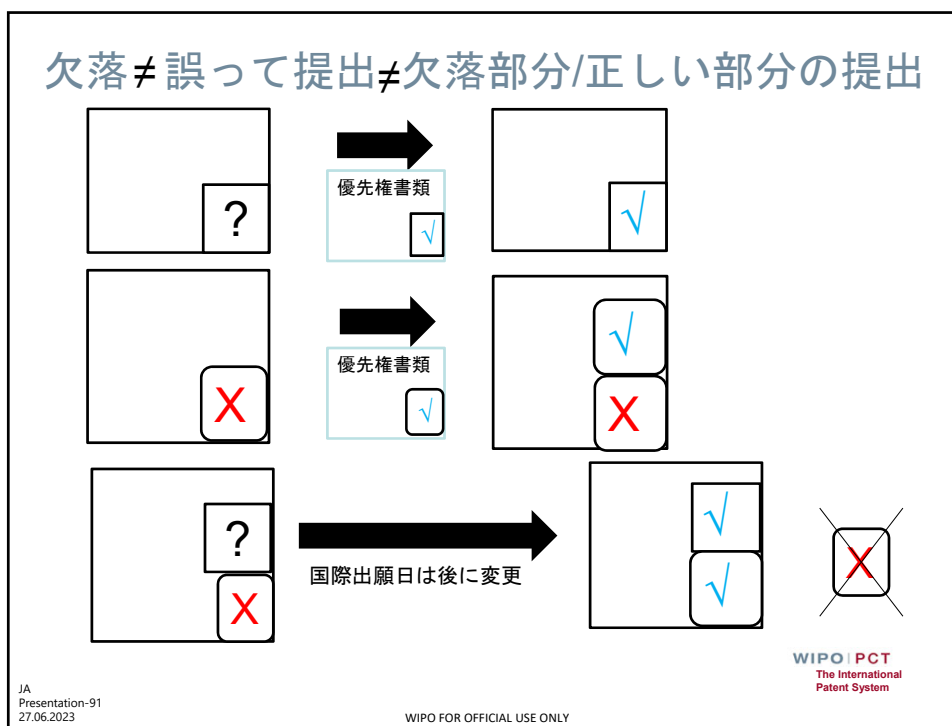 欠落≠誤って提出≠欠落部分/正しい部分の提出
?
優先権書類
√
√
X
優先権書類
√
√
X
?
X
国際出願日は後に変更
√
√
X
WIPO|PCT
The International
Patent System
JA
Presentation-91
27.06.2023
WIPO FOR OFFICIAL USE ONLY